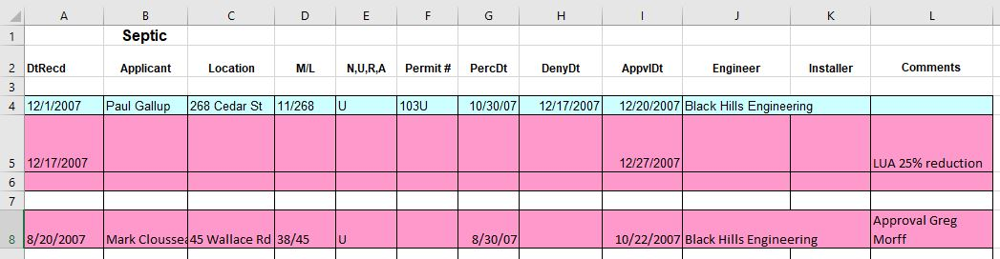 A B C D E F G H I J K L
1 Septic
2 DtRecd Applicant Location M/L N,U,R,A Permit # PercDt DenyDt ApprvlDt Engineer Installer Comments
3
4 12/1/2007 Paul Gallup 268 Cedar St 11/268 U 103U 10/30/07 12/17/2007 12/20/2007 Black Hills Engineering
5 12/17/2007 12/27/2007 LUA 25% reduction
6
7
Approval Greg
8 8/20/2007 Mark Clousse 45 Wallace Rd 38/45 U 8/30/07 10/22/2007 Black Hills Engineering Morff